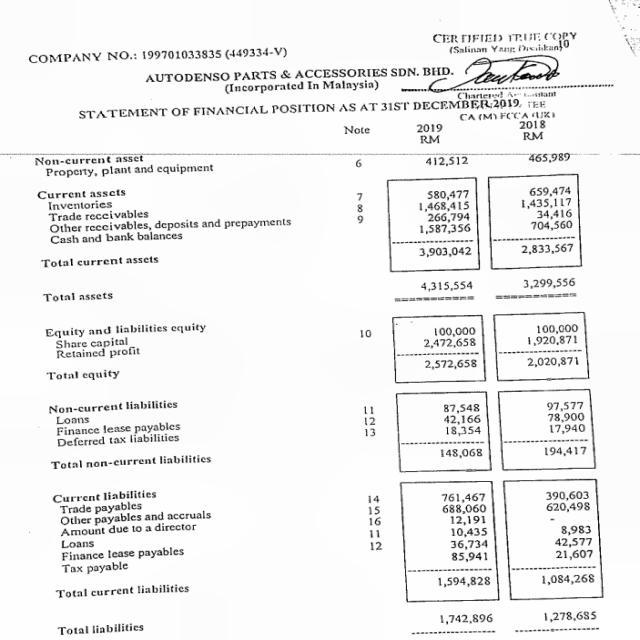 COMPANY NO.: 199701033835 (449334-V)
CERTIFIED TRUE COPY
(Salinan Yang Disahkan)
10
AUTODENSO PARTS & ACCESSORIES SDN. BHD.
(Incorporated In Malaysia)
Chartered Accountant
STATEMENT OF FINANCIAL POSITION AS AT 31ST DECEMBER 2019
TEE
CA (M) FCCA (UK)
Note 2019 2018
RM RM
Non-current asset
Property, plant and equipment 6 412,512 465,989
Current assets
Inventories 7 580,477 659,474
Trade receivables 8 1,468,415 1,435,117
Other receivables, deposits and prepayments 9 266,794 34,416
Cash and bank balances 1,587,356 704,560
Total current assets 3,903,042 2,833,567
Total assets 4,315,554 3,299,556
Equity and liabilities equity
Share capital 10 100,000 100,000
Retained profit 2,472,658 1,920,871
Total equity 2,572,658 2,020,871
Non-current liabilities
Loans 11 87,548 97,577
Finance lease payables 12 42,166 78,900
Deferred tax liabilities 13 18,354 17,940
Total non-current liabilities 148,068 194,417
Current liabilities
Trade payables 14 761,467 390,603
Other payables and accruals 15 688,060 620,498
Amount due to a director 16 12,191 -
Loans 11 10,435 8,983
Finance lease payables 12 36,734 42,577
Tax payable 85,941 21,607
Total current liabilities 1,594,828 1,084,268
Total liabilities 1,742,896 1,278,685